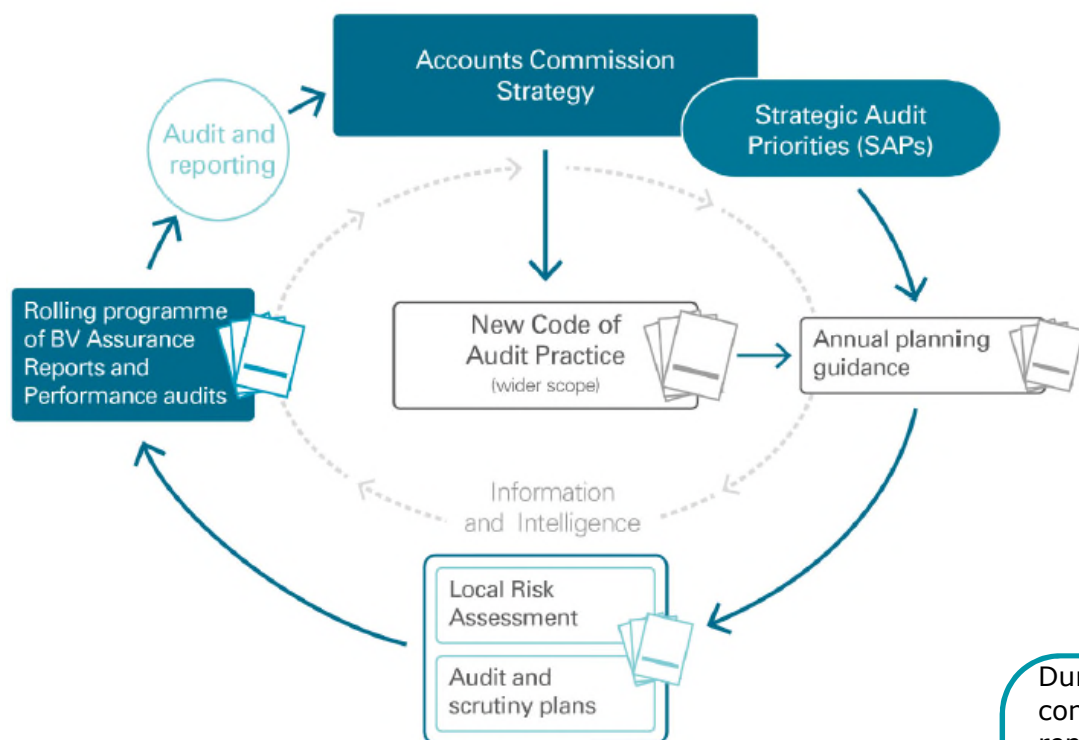 Accounts Commission
Strategy
Strategic Audit
Priorities (SAPs)
Audit and
reporting
Rolling programme
of BV Assurance
Reports and
Performance audits
New Code of
Audit Practice
(wider scope)
Annual planning
guidance
Information
and Intelligence
Local Risk
Assessment
Audit and
scrutiny plans